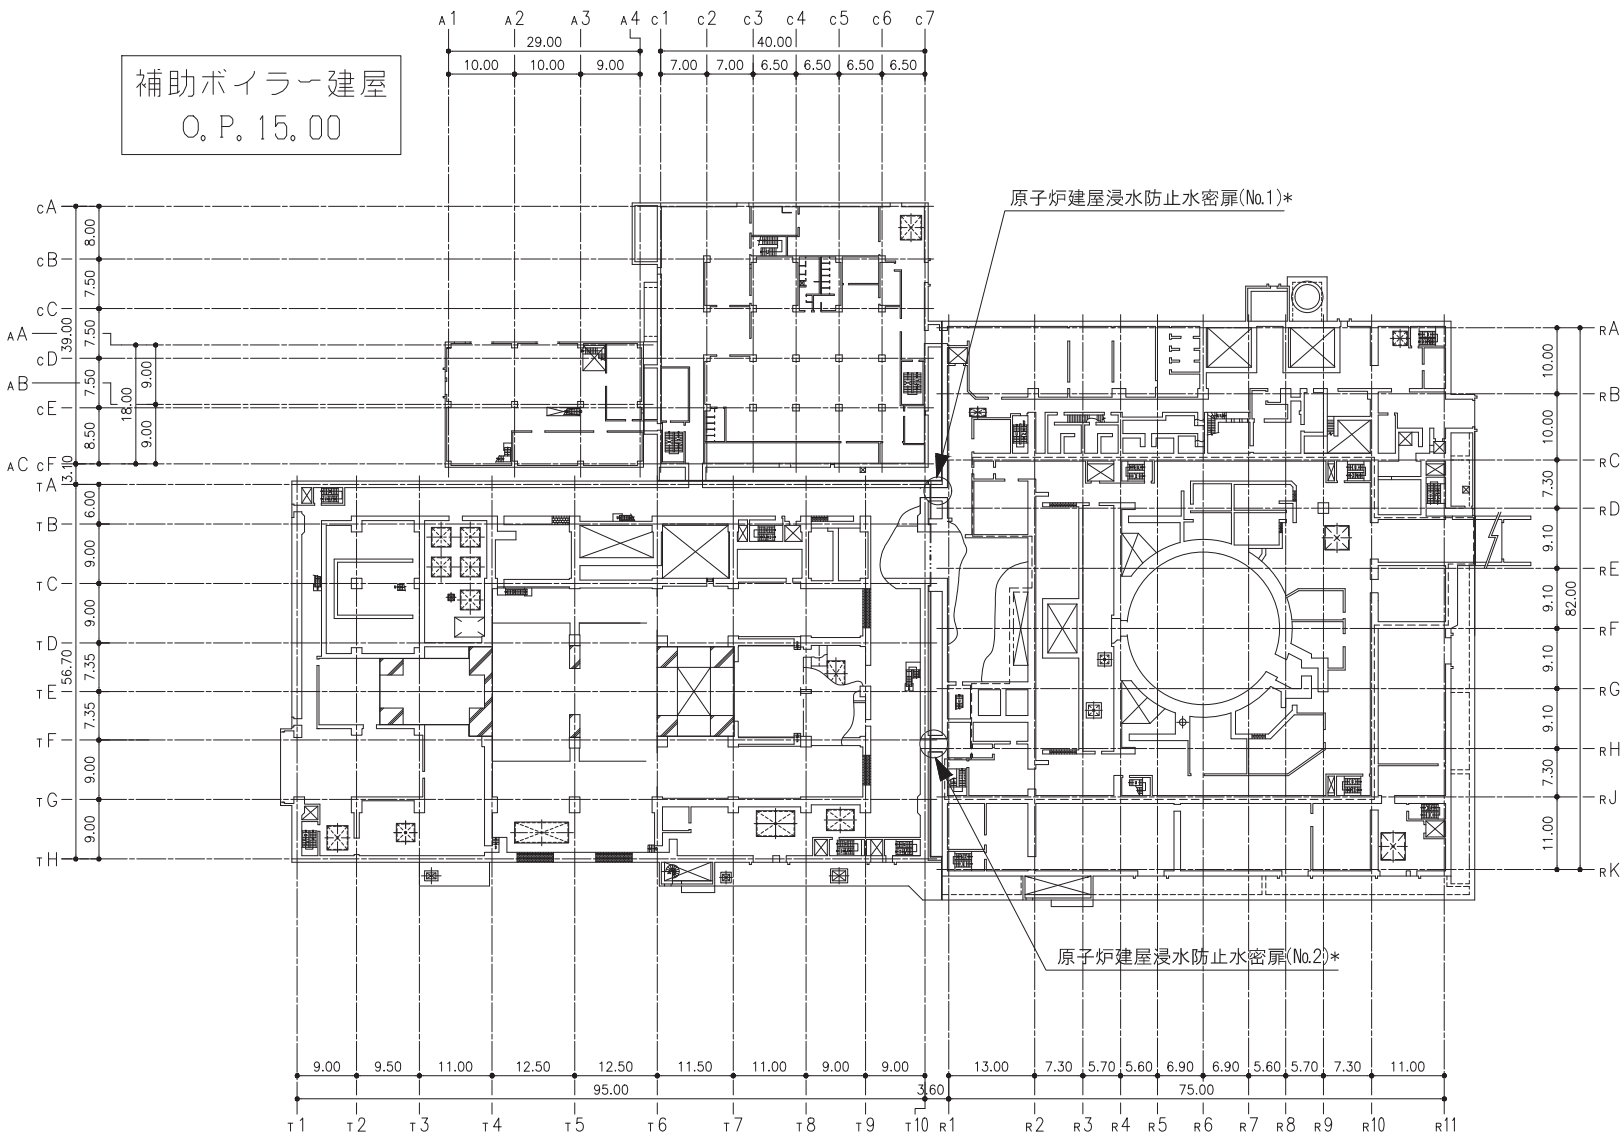 A1 A2 A3 A4 C1 C2 C3 C4 C5 C6 C7
29.00 40.00
10.00 10.00 9.00 7.00 7.00 6.50 6.50 6.50 6.50
補助ボイラー建屋
O.P.15.00
原子炉建屋浸水防止水密扉(No.1)*
cA
8.00
cB
7.50
cC
AA
39.00
7.50
cD
AB
7.50
cE
8.50
AC cF
18.00
9.00
9.00
3.10
TA
6.00
TB
9.00
TC
9.00
TD
7.35
56.70
TE
7.35
TF
9.00
TG
9.00
TH
RA
10.00
RB
10.00
RC
7.30
RD
9.10
RE
9.10
82.00
RF
9.10
RG
9.10
RH
7.30
RJ
11.00
RK
原子炉建屋浸水防止水密扉(No.2)*
9.00 9.50 11.00 12.50 12.50 11.50 11.00 9.00 9.00 13.00 7.30 5.70 5.60 6.90 6.90 5.60 5.70 7.30 11.00
95.00 3.60 75.00
T1 T2 T3 T4 T5 T6 T7 T8 T9 T10 R1 R2 R3 R4 R5 R6 R7 R8 R9 R10 R11